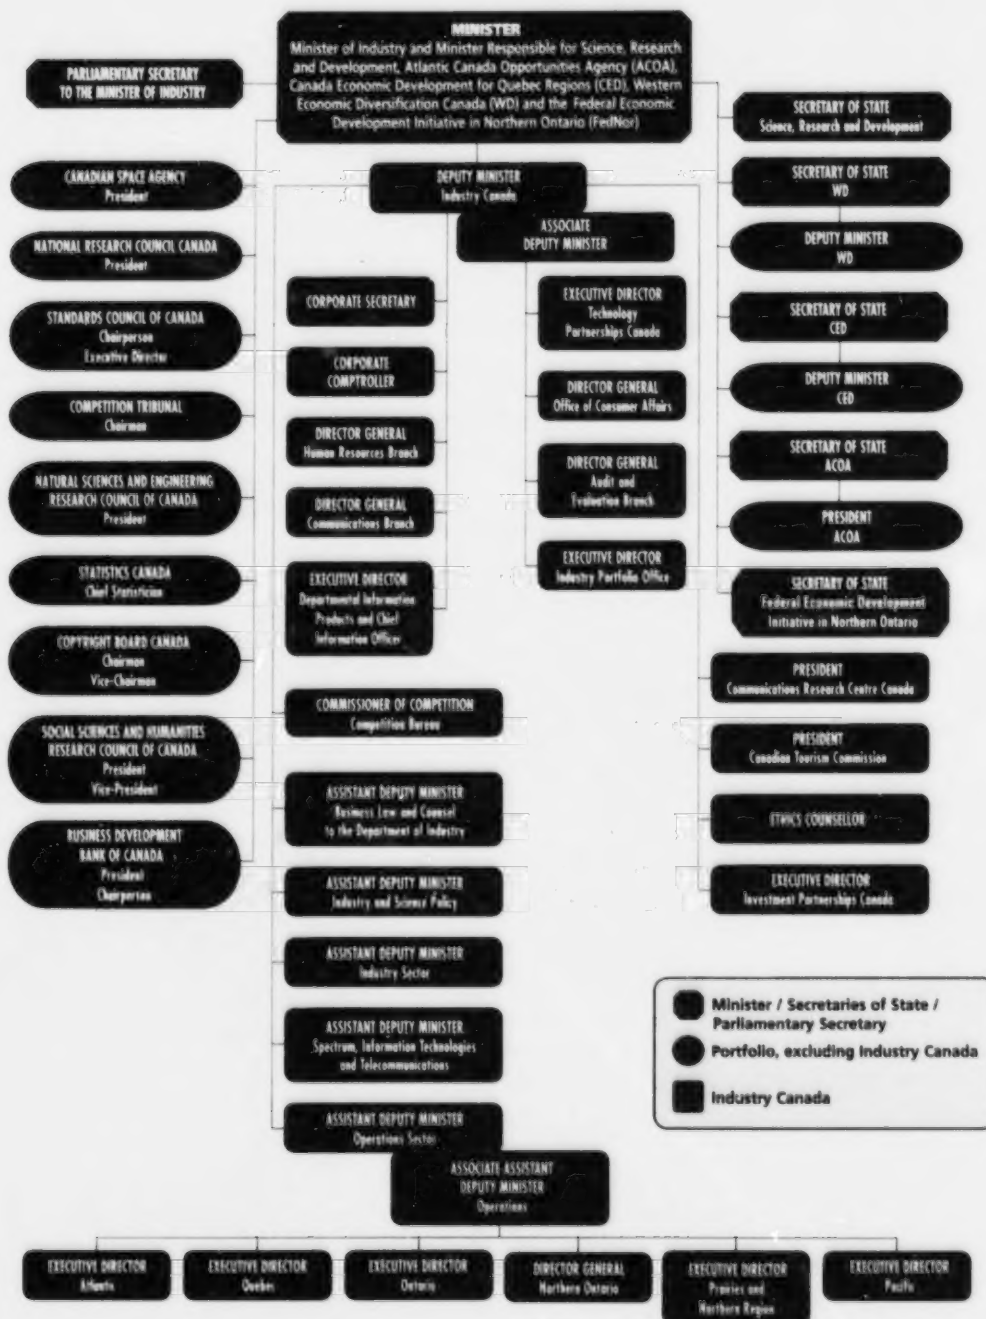 MINISTER
Minister of Industry and Minister Responsible for Science, Research
and Development, Atlantic Canada Opportunities Agency (ACOA),
Canada Economic Development for Quebec Regions (CED), Western
Economic Diversification Canada (WD) and the Federal Economic
Development Initiative in Northern Ontario (FedNor)
PARLIAMENTARY SECRETARY
TO THE MINISTER OF INDUSTRY
CANADIAN SPACE AGENCY
President
NATIONAL RESEARCH COUNCIL CANADA
President
STANDARDS COUNCIL OF CANADA
Chairperson
Executive Director
COMPETITION TRIBUNAL
Chairman
NATURAL SCIENCES AND ENGINEERING
RESEARCH COUNCIL OF CANADA
President
STATISTICS CANADA
Chief Statistician
COPYRIGHT BOARD CANADA
Chairman
Vice-Chairman
SOCIAL SCIENCES AND HUMANITIES
RESEARCH COUNCIL OF CANADA
President
Vice-President
BUSINESS DEVELOPMENT
BANK OF CANADA
President
Chairperson
DEPUTY MINISTER
Industry Canada
ASSOCIATE
DEPUTY MINISTER
CORPORATE SECRETARY
CORPORATE
COMPTROLLER
DIRECTOR GENERAL
Human Resources Branch
DIRECTOR GENERAL
Communications Branch
EXECUTIVE DIRECTOR
Departmental Information
Products and Chief
Information Officer
EXECUTIVE DIRECTOR
Technology
Partnerships Canada
DIRECTOR GENERAL
Office of Consumer Affairs
DIRECTOR GENERAL
Audit and
Evaluation Branch
EXECUTIVE DIRECTOR
Industry Portfolio Office
COMMISSIONER OF COMPETITION
Competition Bureau
ASSISTANT DEPUTY MINISTER
Business Law and Counsel
to the Department of Industry
ASSISTANT DEPUTY MINISTER
Industry and Science Policy
ASSISTANT DEPUTY MINISTER
Industry Sector
ASSISTANT DEPUTY MINISTER
Spectrum, Information Technologies
and Telecommunications
ASSISTANT DEPUTY MINISTER
Operations Sector
ASSOCIATE ASSISTANT
DEPUTY MINISTER
Operations
SECRETARY OF STATE
Science, Research and Development
SECRETARY OF STATE
WD
DEPUTY MINISTER
WD
SECRETARY OF STATE
CED
DEPUTY MINISTER
CED
SECRETARY OF STATE
ACOA
PRESIDENT
ACOA
SECRETARY OF STATE
Federal Economic Development
Initiative in Northern Ontario
PRESIDENT
Communications Research Centre Canada
PRESIDENT
Canadian Tourism Commission
ETHICS COUNSELLOR
EXECUTIVE DIRECTOR
Investment Partnerships Canada
Minister / Secretaries of State /
Parliamentary Secretary
Portfolio, excluding Industry Canada
Industry Canada
EXECUTIVE DIRECTOR
Atlantic
EXECUTIVE DIRECTOR
Quebec
EXECUTIVE DIRECTOR
Ontario
DIRECTOR GENERAL
Northern Ontario
EXECUTIVE DIRECTOR
Prairies and
Northern Region
EXECUTIVE DIRECTOR
Pacific